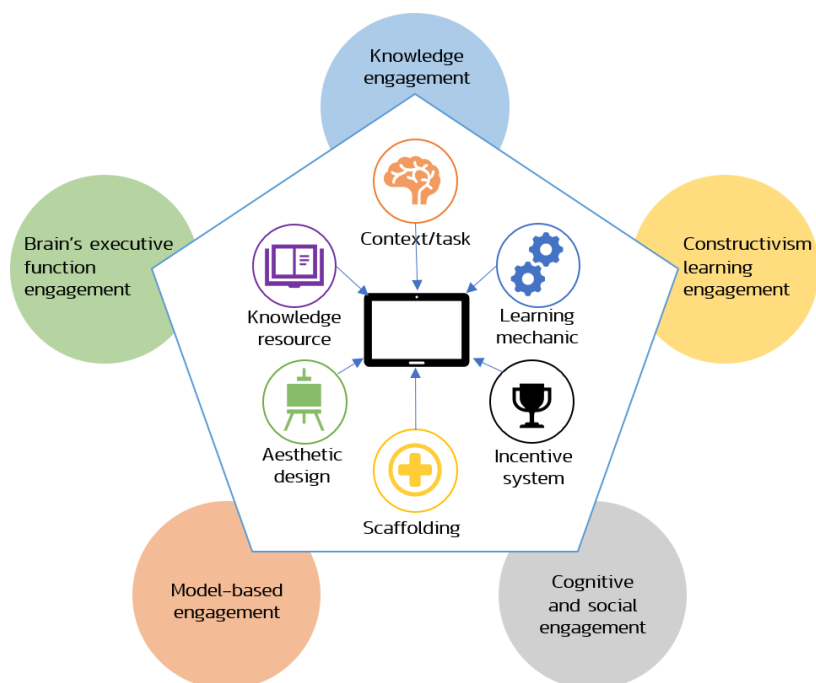 Knowledge
engagement
Brain's executive
function
engagement
Constructivism
learning
engagement
Context/task
Knowledge
resource
Learning
mechanic
Aesthetic
design
Incentive
system
Scaffolding
Model-based
engagement
Cognitive
and social
engagement